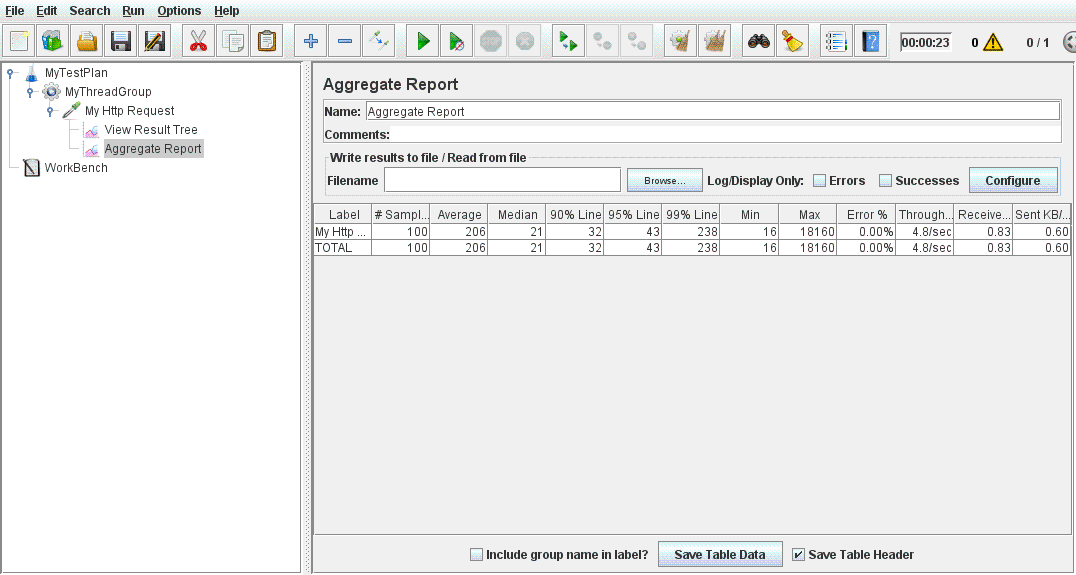 File Edit Search Run Options Help
00:00:23 0 0 / 1
MyTestPlan
MyThreadGroup
My Http Request
View Result Tree
Aggregate Report
WorkBench
Aggregate Report
Name: Aggregate Report
Comments:
Write results to file / Read from file
Filename Browse... Log/Display Only: Errors Successes Configure
Label # Sampl... Average Median 90% Line 95% Line 99% Line Min Max Error % Through... Receive... Sent KB/...
My Http ... 100 206 21 32 43 238 16 18160 0.00% 4.8/sec 0.83 0.60
TOTAL 100 206 21 32 43 238 16 18160 0.00% 4.8/sec 0.83 0.60
Include group name in label? Save Table Data Save Table Header